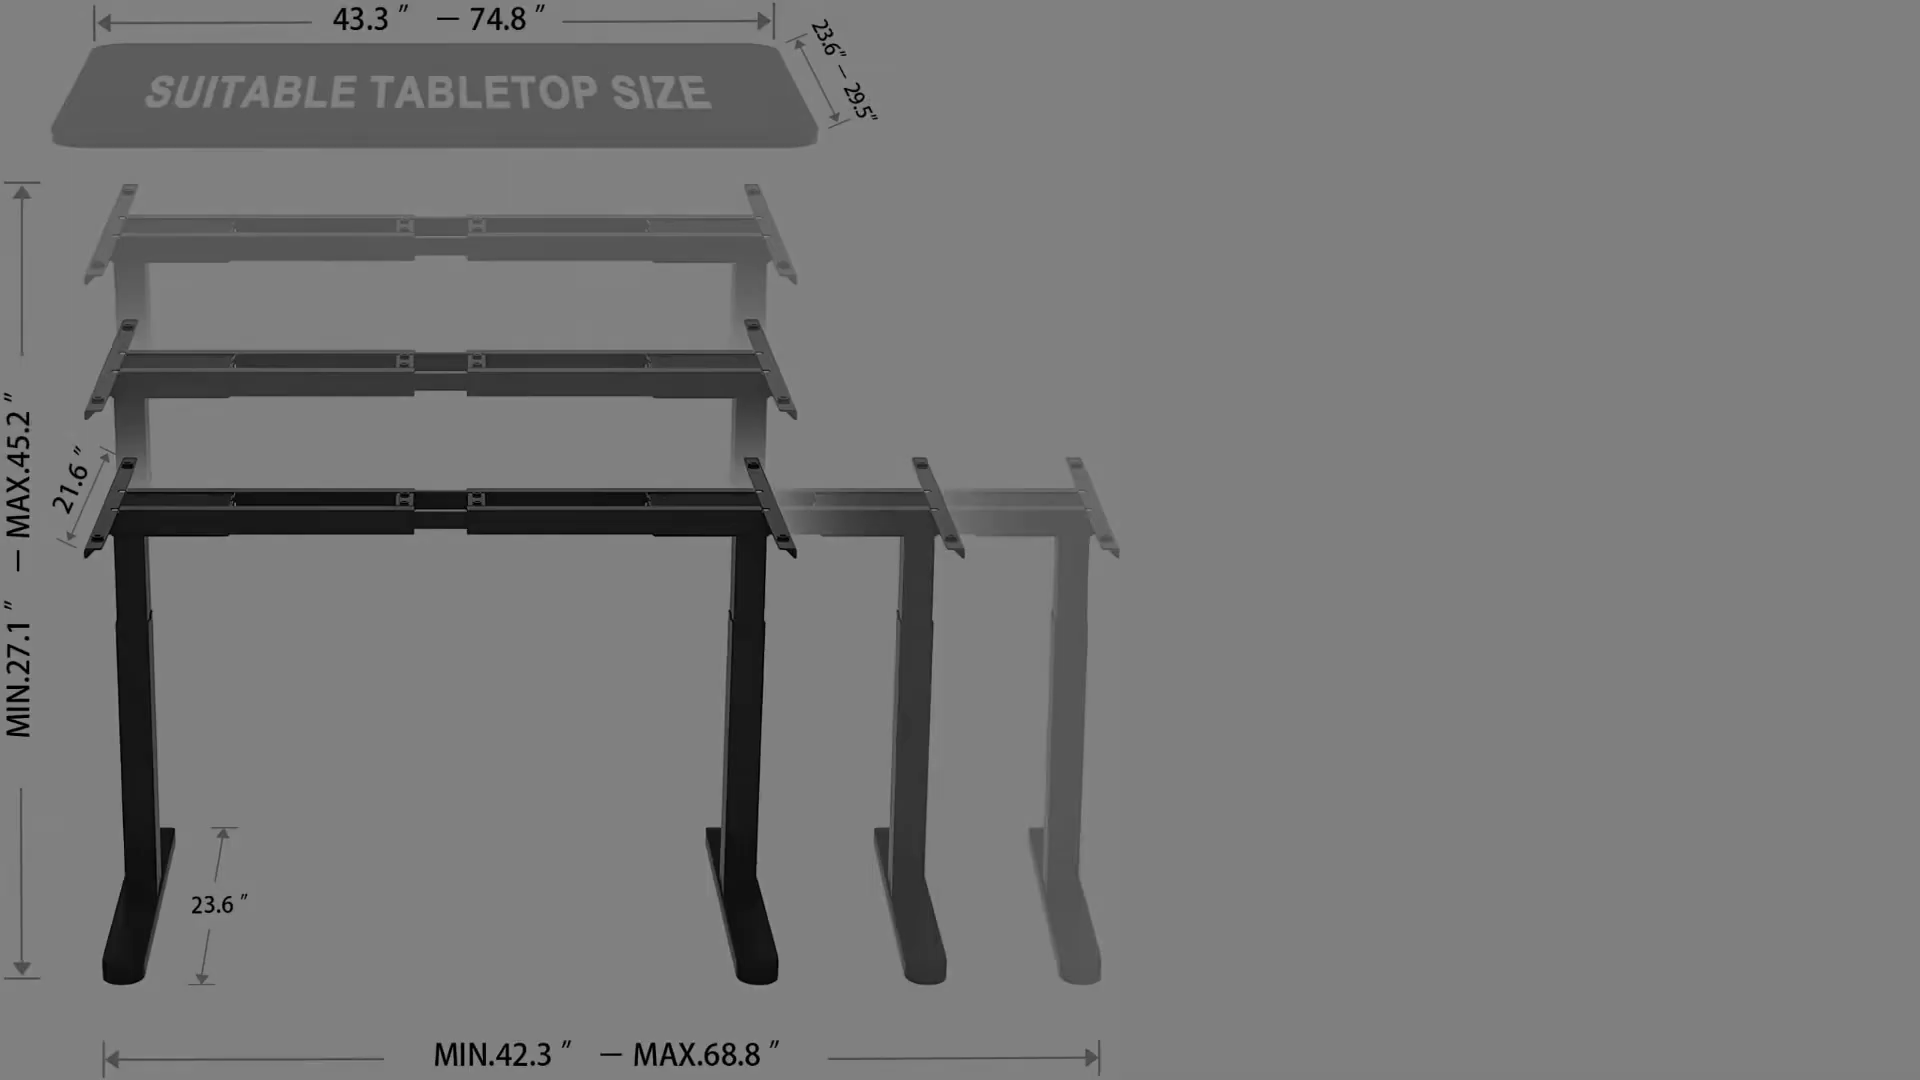 43.3" – 74.8"
23.6" – 29.5"
SUITABLE TABLETOP SIZE
MIN.27.1" – MAX.45.2"
21.6"
23.6"
MIN.42.3" – MAX.68.8"